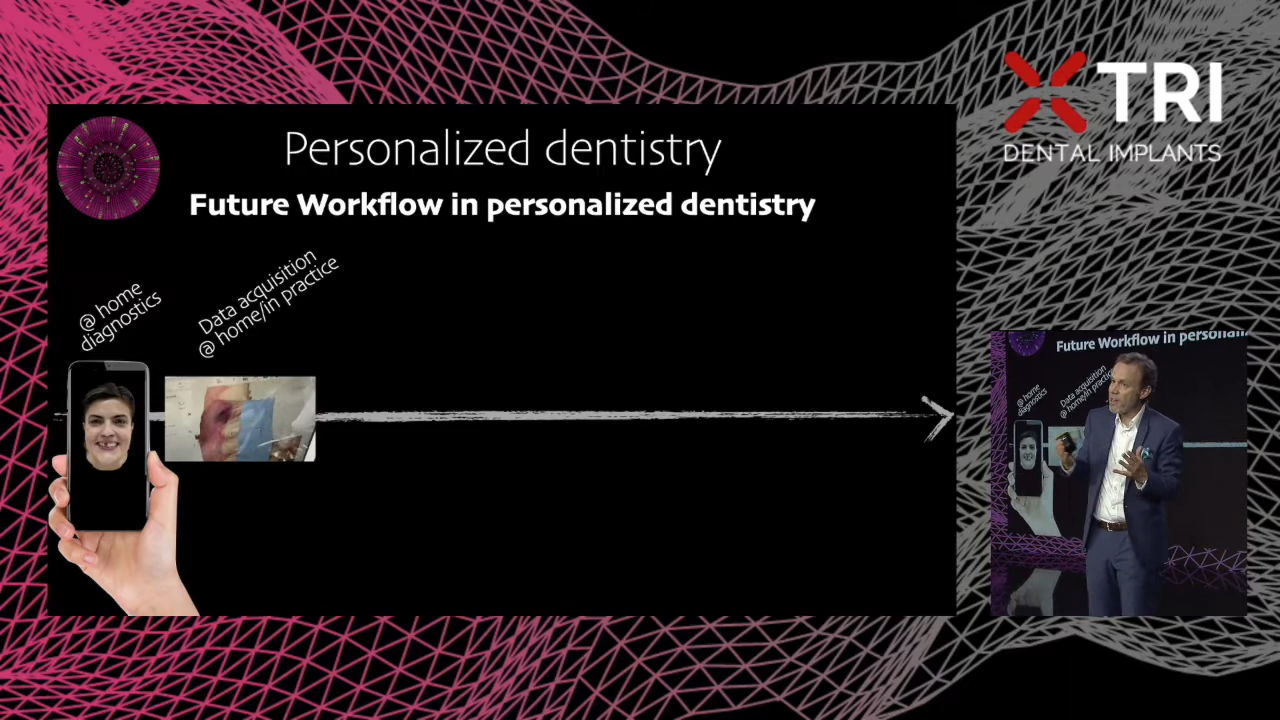 TRI
DENTAL IMPLANTS
Personalized dentistry
Future Workflow in personalized dentistry
@ home
diagnostics
Data acquisition
@ home/in practice
Future Workflow in personali
@ home
diagnostics
Data acquisition
@ home/in practice